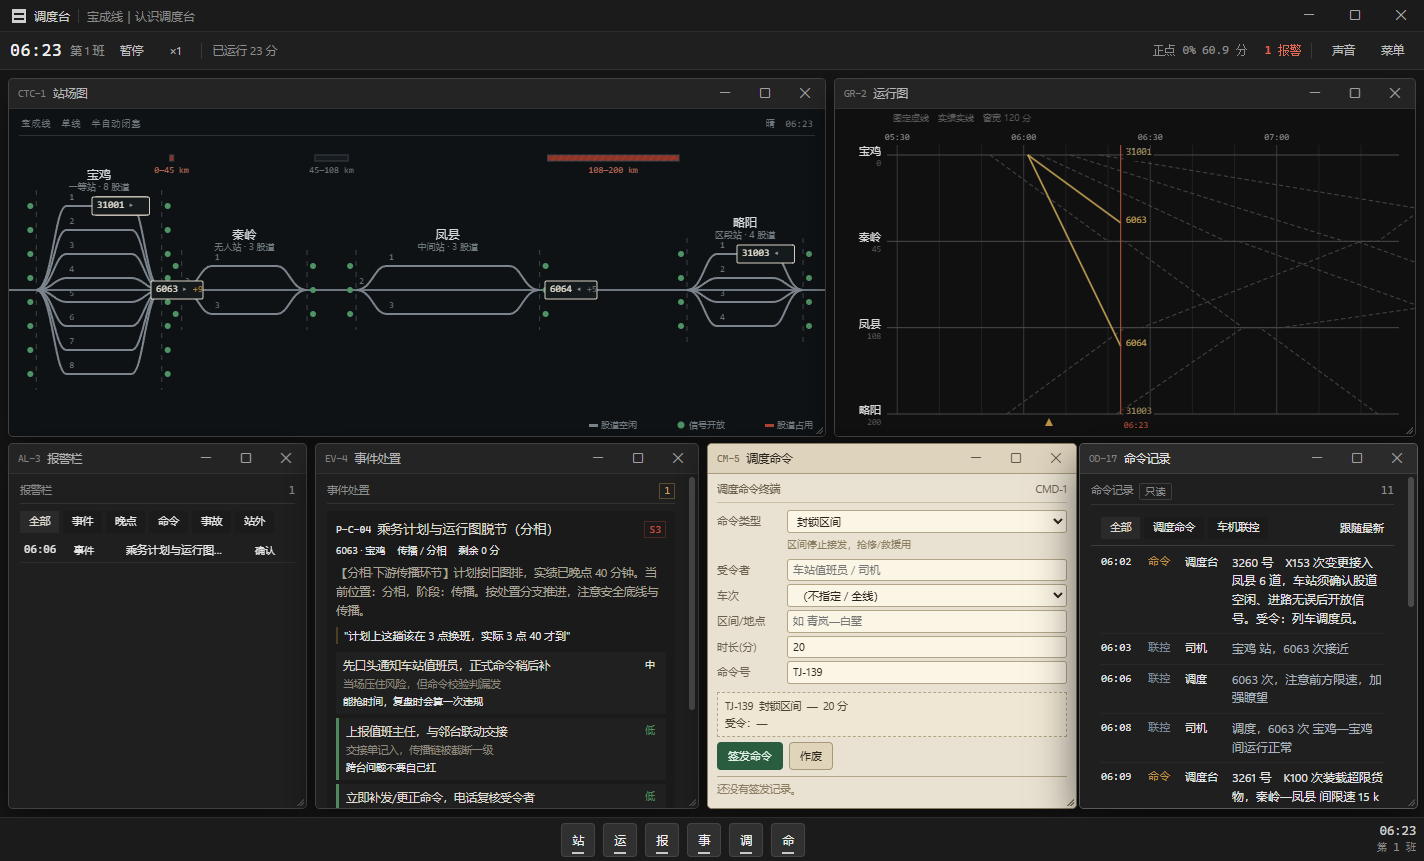 调度台 宝成线 | 认识调度台
06:23 第1班 暂停 ×1 已运行 23 分 正点 0% 60.9 分 1 报警 声音 菜单
CTC-1 站场图
宝成线 单线 半自动闭塞 晴 06:23
0—45 km 45—108 km 108—200 km
宝鸡
一等站 · 8 股道
1
31001 ▸
2
3
4
5
6
7
8
6063 ▸ +9
秦岭
无人站 · 3 股道
1
2
3
凤县
中间站 · 3 股道
1
2
3
6064 ◂ +5
略阳
区段站 · 4 股道
1
31003 ◂
2
3
4
股道空闲 信号开放 股道占用
GR-2 运行图
图定虚线 实绩实线 窗宽 120 分
05:30 06:00 06:30 07:00
宝鸡
0
31001
6063
秦岭
45
凤县
108
6064
略阳
200
31003
06:23
AL-3 报警栏
报警栏 1
全部 事件 晚点 命令 事故 站外
06:06 事件 乘务计划与运行图… 确认
EV-4 事件处置
事件处置 1
P-C-04 乘务计划与运行图脱节（分相） S3
6063 · 宝鸡 传播 / 分相 剩余 0 分
【分相·下游传播环节】计划按旧图排，实绩已晚点 40 分钟。当
前位置：分相，阶段：传播。按处置分支推进，注意安全底线与
传播。
"计划上这趟该在 3 点换班，实际 3 点 40 才到"
先口头通知车站值班员，正式命令稍后补 中
当场压住风险，但命令校验判漏发
能抢时间，复盘时会算一次违规
上报值班主任，与邻台联动交接 低
交接单记入，传播链被截断一级
跨台问题不要自己扛
立即补发/更正命令，电话复核受令者 低
CM-5 调度命令
调度命令终端 CMD-1
命令类型 封锁区间
区间停止接发，抢修/救援用
受令者 车站值班员 / 司机
车次 （不指定 / 全线）
区间/地点 如 青岚—白垩
时长(分) 20
命令号 TJ-139
TJ-139 封锁区间 — 20 分
受令：—
签发命令 作废
还没有签发记录。
OD-17 命令记录
命令记录 只读 11
全部 调度命令 车机联控 跟随最新
06:02 命令 调度台 3260 号 X153 次变更接入
凤县 6 道，车站须确认股道
空闲、进路无误后开放信
号。受令：列车调度员。
06:03 联控 司机 宝鸡 站，6063 次接近
06:06 联控 调度 6063 次，注意前方限速，加
强瞭望
06:08 联控 司机 调度，6063 次 宝鸡—宝鸡
间运行正常
06:09 命令 调度台 3261 号 K100 次装载超限货
物，秦岭—凤县 间限速 15 k
站 运 报 事 调 命
06:23
第 1 班